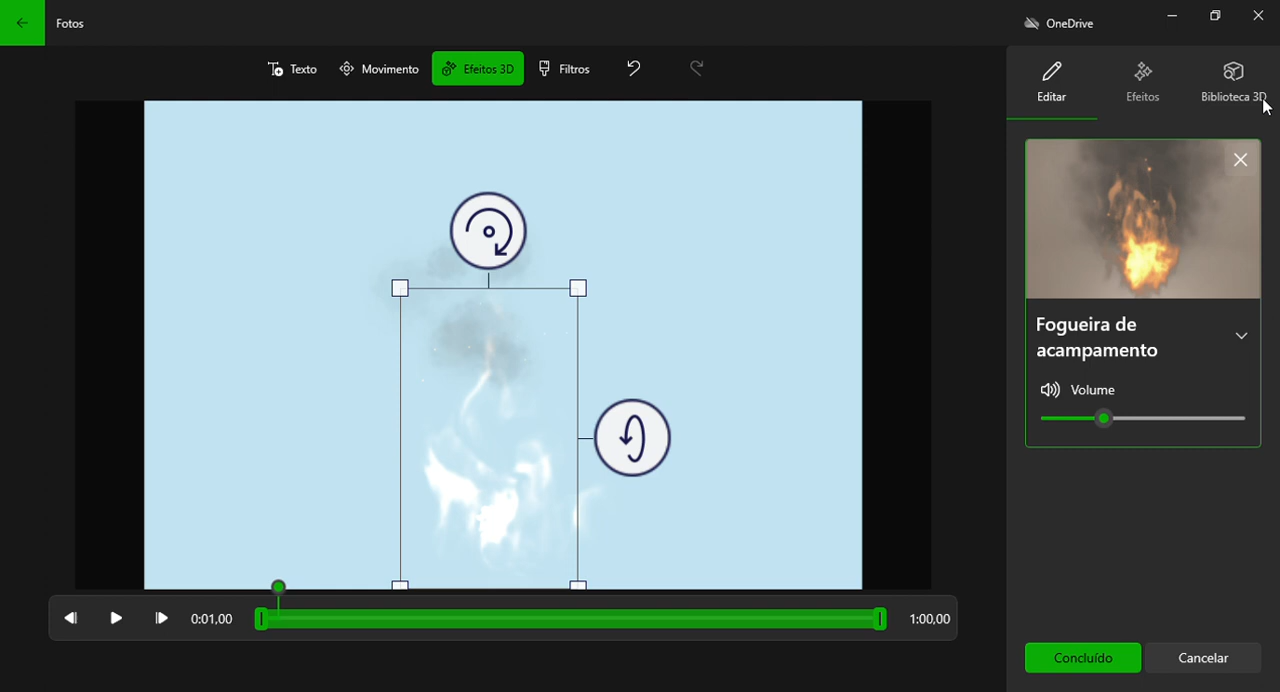 Fotos
OneDrive
Texto
Movimento
Efeitos 3D
Filtros
Editar
Efeitos
Biblioteca 3D
Fogueira de
acampamento
Volume
0:01,00
1:00,00
Concluído
Cancelar